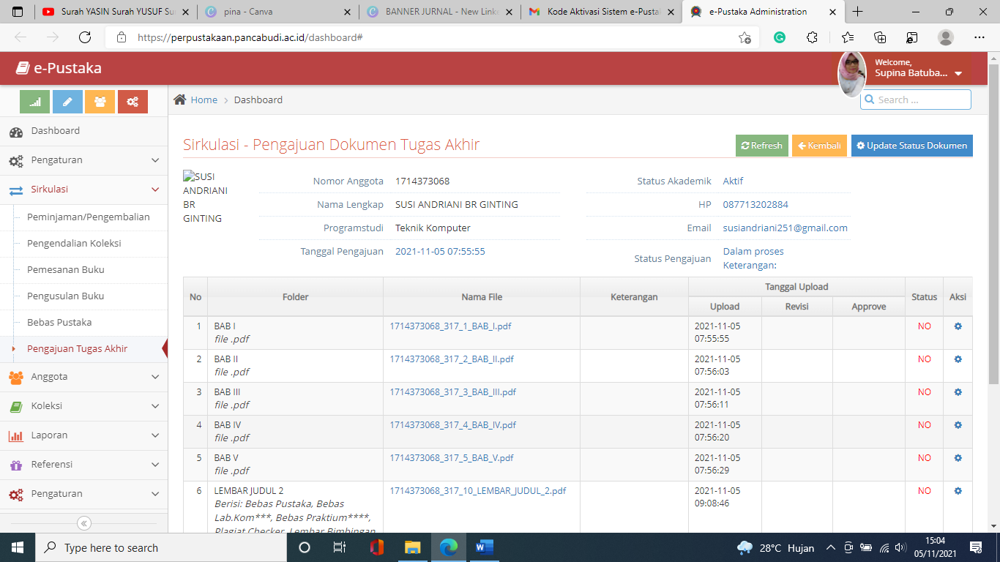 Surah YASIN Surah YUSUF Su
pina - Canva
BANNER JURNAL - New Linke
Kode Aktivasi Sistem e-Pustak
e-Pustaka Administration
https://perpustakaan.pancabudi.ac.id/dashboard#
e-Pustaka
Welcome,
Supina Batuba...
Home
Dashboard
Search ...
Dashboard
Pengaturan
Sirkulasi
Peminjaman/Pengembalian
Pengendalian Koleksi
Pemesanan Buku
Pengusulan Buku
Bebas Pustaka
Pengajuan Tugas Akhir
Anggota
Koleksi
Laporan
Referensi
Pengaturan
Sirkulasi - Pengajuan Dokumen Tugas Akhir
Refresh
Kembali
Update Status Dokumen
SUSI
ANDRIANI
BR
GINTING
Nomor Anggota 1714373068
Nama Lengkap SUSI ANDRIANI BR GINTING
Programstudi Teknik Komputer
Tanggal Pengajuan 2021-11-05 07:55:55
Status Akademik Aktif
HP 087713202884
Email susiandriani251@gmail.com
Status Pengajuan Dalam proses
Keterangan:
No Folder Nama File Keterangan Tanggal Upload Status Aksi
Upload Revisi Approve
1 BAB I 1714373068_317_1_BAB_I.pdf 2021-11-05 NO
file .pdf 07:55:55
2 BAB II 1714373068_317_2_BAB_II.pdf 2021-11-05 NO
file .pdf 07:56:03
3 BAB III 1714373068_317_3_BAB_III.pdf 2021-11-05 NO
file .pdf 07:56:11
4 BAB IV 1714373068_317_4_BAB_IV.pdf 2021-11-05 NO
file .pdf 07:56:20
5 BAB V 1714373068_317_5_BAB_V.pdf 2021-11-05 NO
file .pdf 07:56:29
6 LEMBAR JUDUL 2 1714373068_317_10_LEMBAR_JUDUL_2.pdf 2021-11-05 NO
Berisi: Bebas Pustaka, Bebas 09:08:46
Lab.Kom***, Bebas Praktium****,
Plagiat Checker, Lembar Bimbingan
Type here to search
28°C Hujan
15:04
05/11/2021